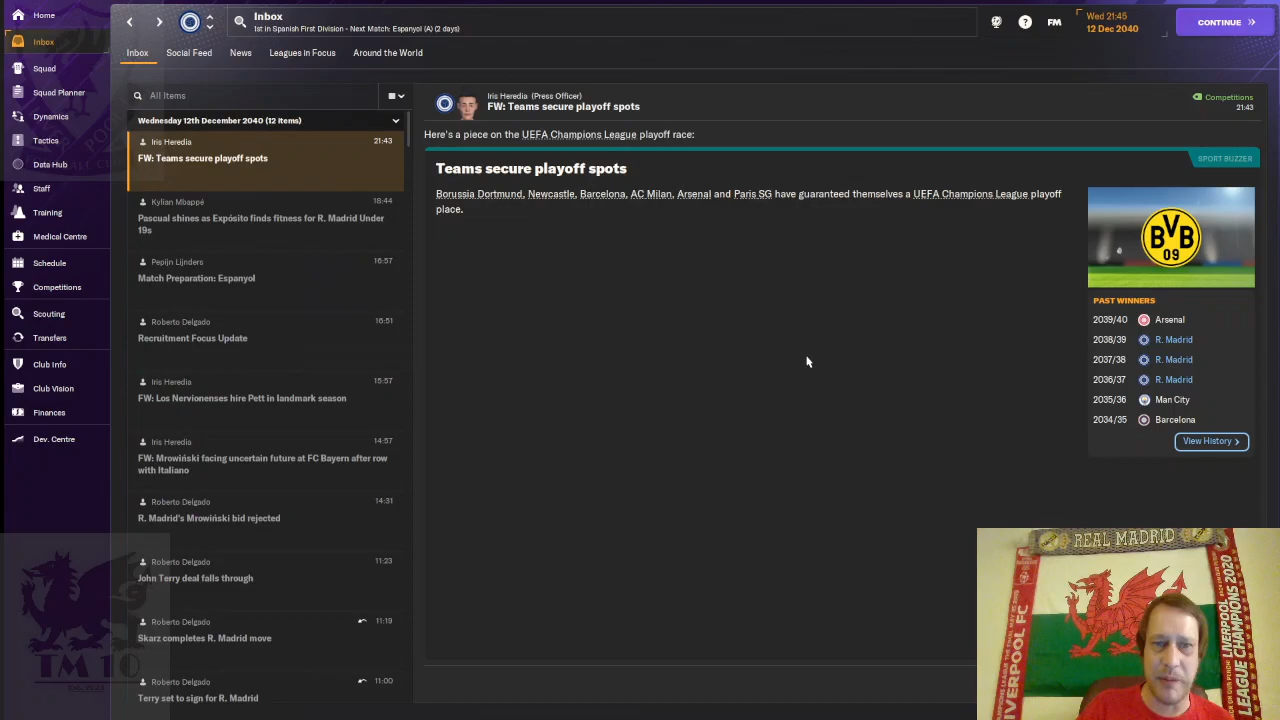 Home
Inbox
Squad
Squad Planner
Dynamics
Tactics
Data Hub
Staff
Training
Medical Centre
Schedule
Competitions
Scouting
Transfers
Club Info
Club Vision
Finances
Dev. Centre
TM 10
Inbox
1st in Spanish First Division - Next Match: Espanyol (A) (2 days)
FM
Wed 21:45
12 Dec 2040
CONTINUE
Inbox
Social Feed
News
Leagues in Focus
Around the World
All Items
Wednesday 12th December 2040 (12 items)
Iris Heredia
21:43
FW: Teams secure playoff spots
Kylian Mbappé
18:44
Pascual shines as Expósito finds fitness for R. Madrid Under
19s
Pepijn Lijnders
16:57
Match Preparation: Espanyol
Roberto Delgado
16:51
Recruitment Focus Update
Iris Heredia
15:57
FW: Los Nervionenses hire Pett in landmark season
Iris Heredia
14:57
FW: Mrowiński facing uncertain future at FC Bayern after row
with Italiano
Roberto Delgado
14:31
R. Madrid's Mrowiński bid rejected
Roberto Delgado
11:23
John Terry deal falls through
Roberto Delgado
11:19
Skarz completes R. Madrid move
Roberto Delgado
11:00
Terry set to sign for R. Madrid
Iris Heredia (Press Officer)
FW: Teams secure playoff spots
Competitions
21:43
Here's a piece on the UEFA Champions League playoff race:
SPORT BUZZER
Teams secure playoff spots
Borussia Dortmund, Newcastle, Barcelona, AC Milan, Arsenal and Paris SG have guaranteed themselves a UEFA Champions League playoff
place.
BVB
09
PAST WINNERS
2039/40 Arsenal
2038/39 R. Madrid
2037/38 R. Madrid
2036/37 R. Madrid
2035/36 Man City
2034/35 Barcelona
View History
REAL MADRID
LIVERPOOL FC
LIVERPOOL
LEAGUE CHAMPIONS 2020